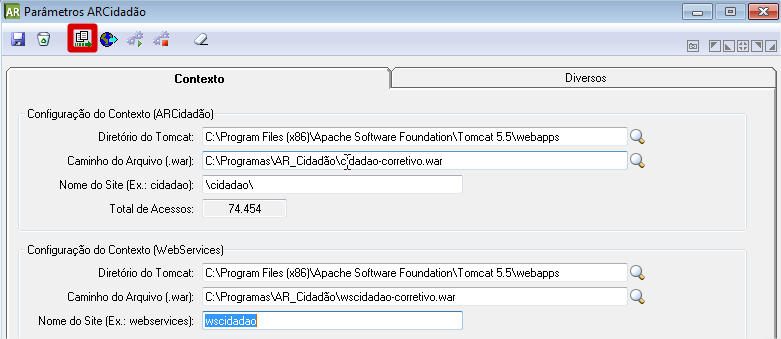 AR Parâmetros ARCidadão
Contexto
Diversos
Configuração do Contexto (ARCidadão)
Diretório do Tomcat: C:\Program Files (x86)\Apache Software Foundation\Tomcat 5.5\webapps
Caminho do Arquivo (.war): C:\Programas\AR_Cidadão\cidadao-corretivo.war
Nome do Site (Ex.: cidadao): \cidadao\
Total de Acessos: 74.454
Configuração do Contexto (WebServices)
Diretório do Tomcat: C:\Program Files (x86)\Apache Software Foundation\Tomcat 5.5\webapps
Caminho do Arquivo (.war): C:\Programas\AR_Cidadão\wscidadao-corretivo.war
Nome do Site (Ex.: webservices): wscidadao